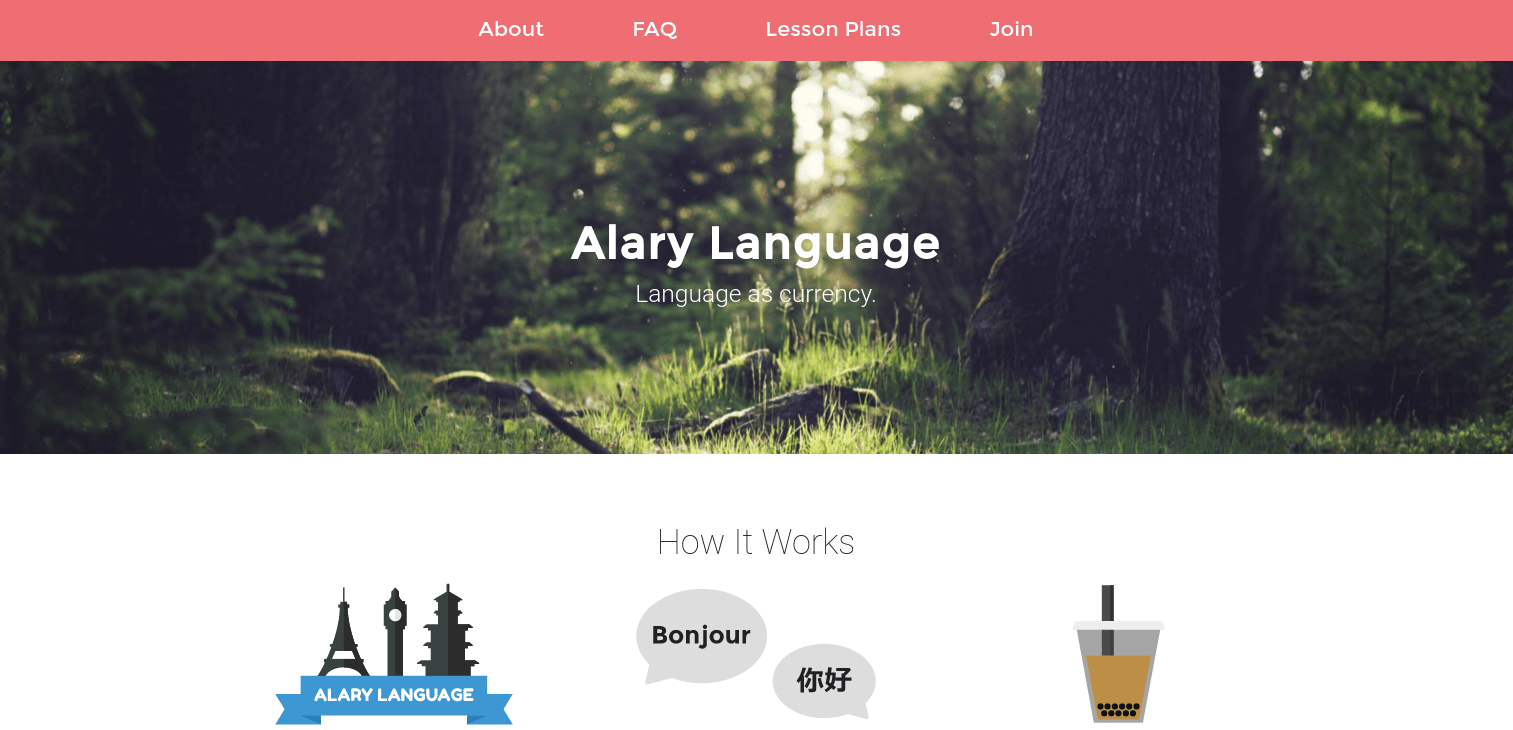 About FAQ Lesson Plans Join
Alary Language
Language as currency.
How It Works
ALARY LANGUAGE
Bonjour
你好